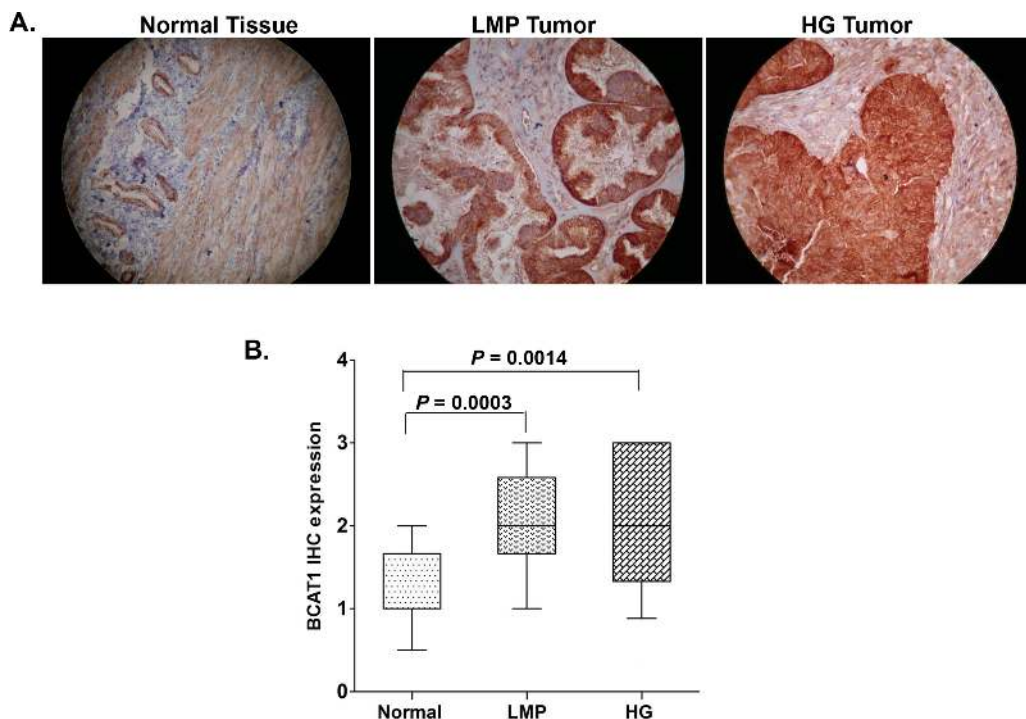 A.
Normal Tissue
LMP Tumor
HG Tumor
B.
4
3
2
1
0
BCAT1 IHC expression
P = 0.0014
P = 0.0003
Normal
LMP
HG